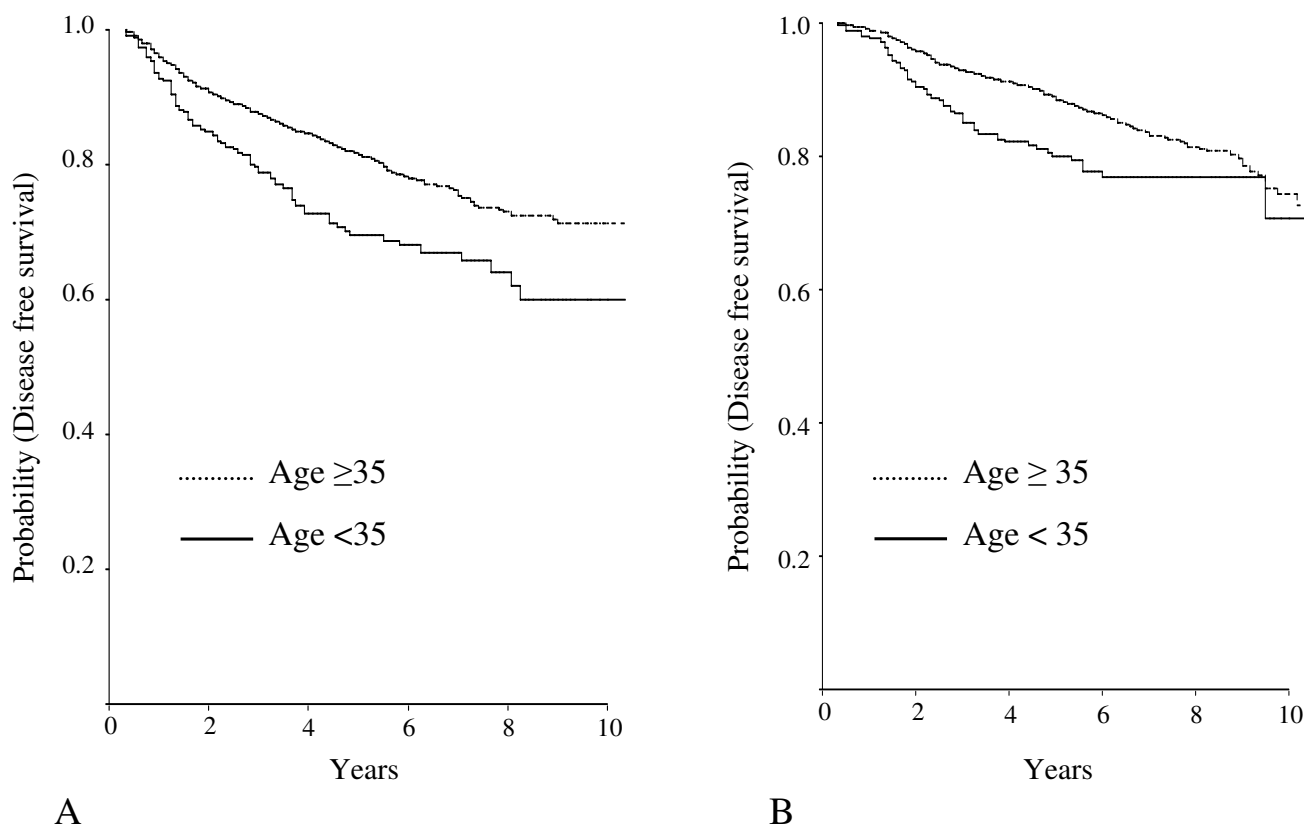 Probability (Disease free survival)
1.0
0.8
0.6
0.4
0.2
Age ≥35
Age <35
0 2 4 6 8 10
Years
A
Probability (Disease free survival)
1.0
0.8
0.6
0.4
0.2
Age ≥ 35
Age < 35
0 2 4 6 8 10
Years
B